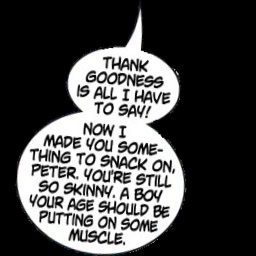 THANK
GOODNESS
IS ALL I HAVE
TO SAY!
NOW I
MADE YOU SOME-
THING TO SNACK ON,
PETER. YOU'RE STILL
SO SKINNY. A BOY
YOUR AGE SHOULD BE
PUTTING ON SOME
MUSCLE.